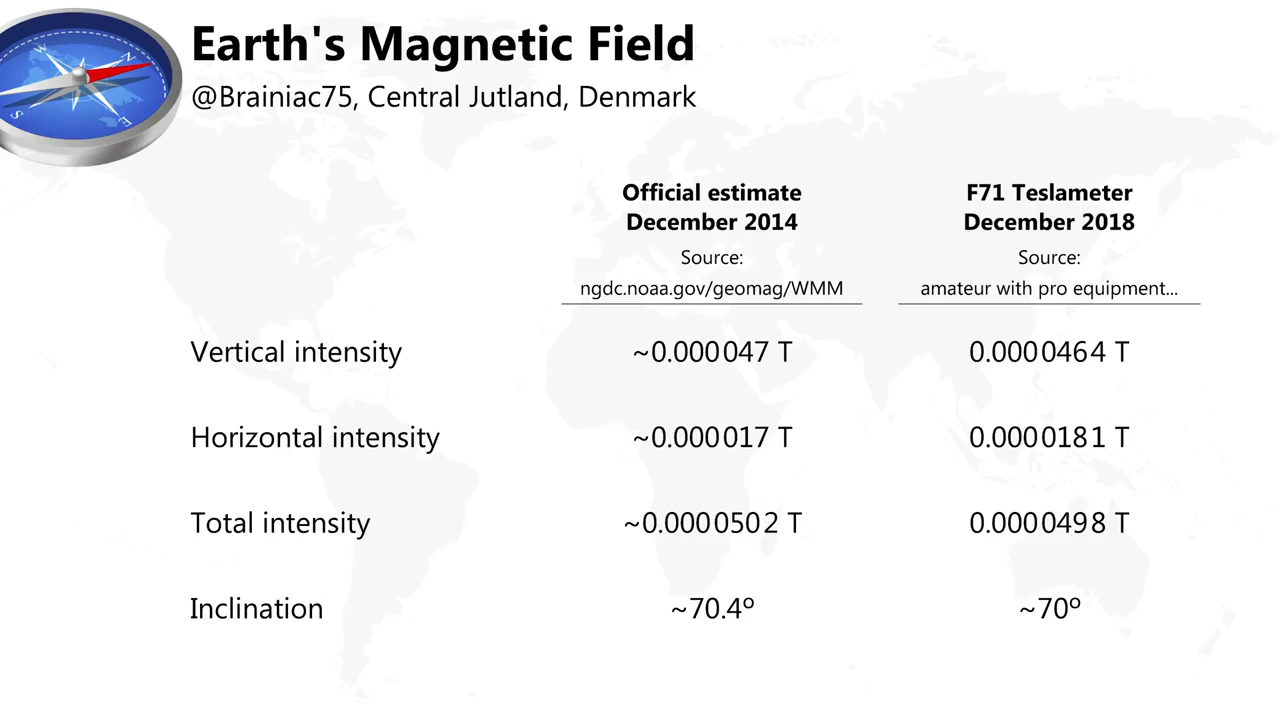 Earth's Magnetic Field
@Brainiac75, Central Jutland, Denmark
N
W
S
E
Official estimate
December 2014
Source:
ngdc.noaa.gov/geomag/WMM
F71 Teslameter
December 2018
Source:
amateur with pro equipment...
Vertical intensity ~0.000047 T 0.0000464 T
Horizontal intensity ~0.000017 T 0.0000181 T
Total intensity ~0.0000502 T 0.0000498 T
Inclination ~70.4º ~70º